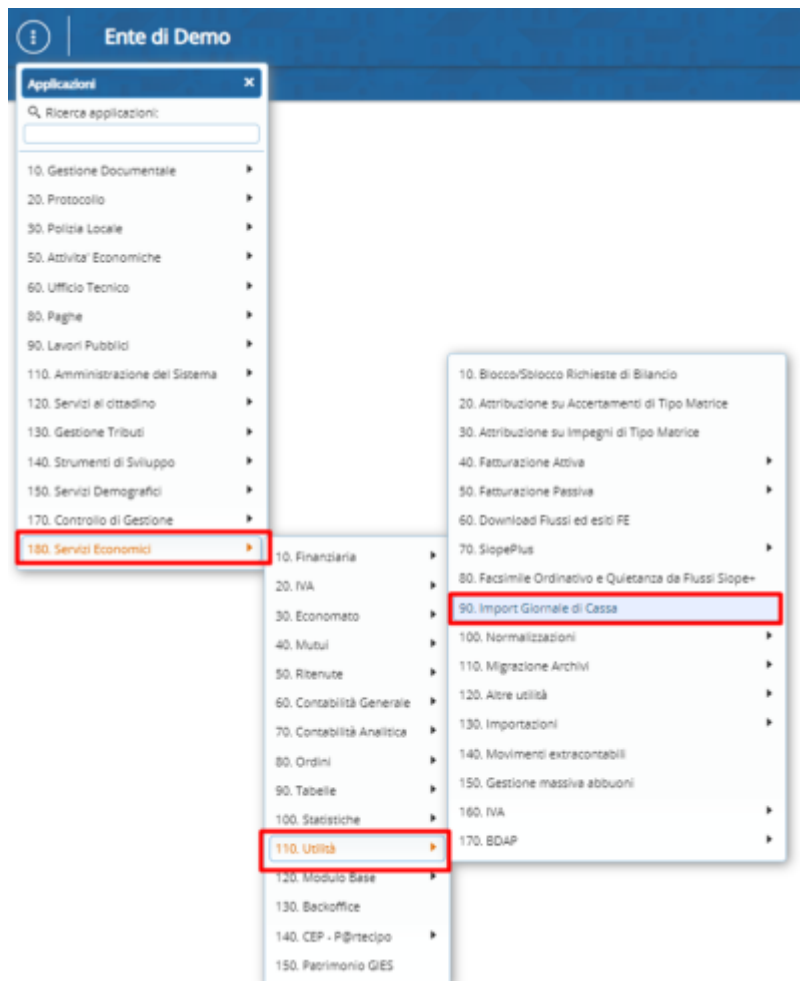 Ente di Demo
Applicazioni ×
Ricerca applicazioni:
10. Gestione Documentale
20. Protocollo
30. Polizia Locale
50. Attivita' Economiche
60. Ufficio Tecnico
80. Paghe
90. Lavori Pubblici
110. Amministrazione del Sistema
120. Servizi al cittadino
130. Gestione Tributi
140. Strumenti di Sviluppo
150. Servizi Demografici
170. Controllo di Gestione
180. Servizi Economici
10. Finanziaria
20. IVA
30. Economato
40. Mutui
50. Ritenute
60. Contabilità Generale
70. Contabilità Analitica
80. Ordini
90. Tabelle
100. Statistiche
110. Utilità
120. Modulo Base
130. Backoffice
140. CEP - P@rtecipo
150. Patrimonio GIES
10. Blocco/Sblocco Richieste di Bilancio
20. Attribuzione su Accertamenti di Tipo Matrice
30. Attribuzione su Impegni di Tipo Matrice
40. Fatturazione Attiva
50. Fatturazione Passiva
60. Download Flussi ed esiti FE
70. SiopePlus
80. Facsimile Ordinativo e Quietanza da Flussi Siope+
90. Import Giornale di Cassa
100. Normalizzazioni
110. Migrazione Archivi
120. Altre utilità
130. Importazioni
140. Movimenti extracontabili
150. Gestione massiva abbuoni
160. IVA
170. BDAP